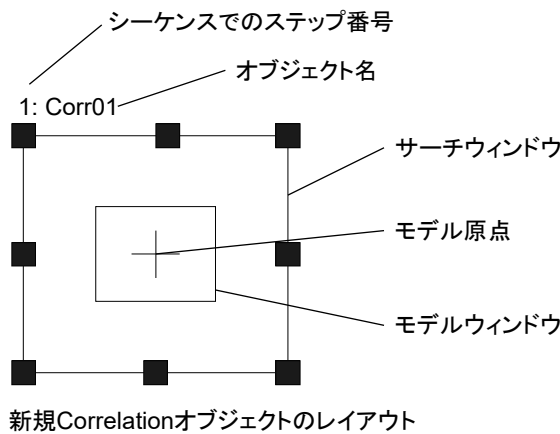 シーケンスでのステップ番号
オブジェクト名
1: Corr01
サーチウィンドウ
モデル原点
モデルウィンドウ
新規Correlationオブジェクトのレイアウト